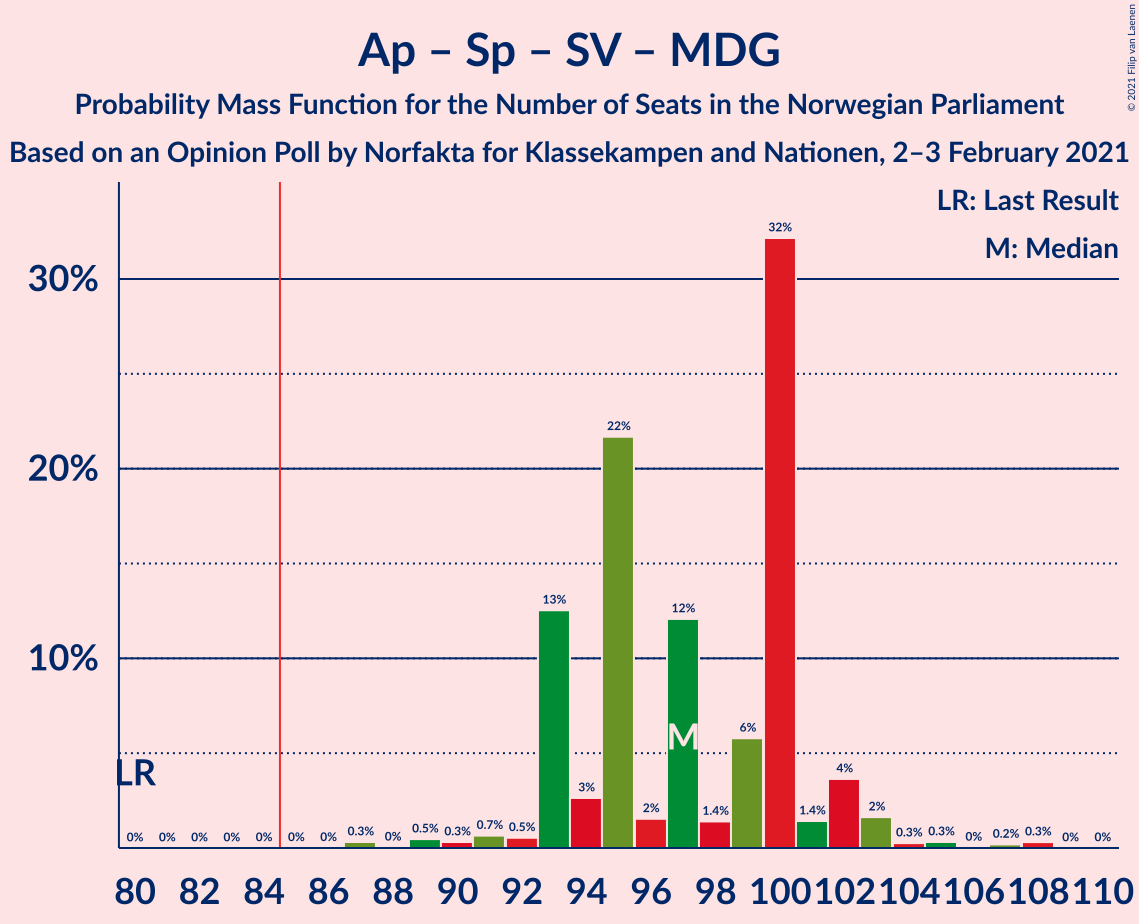 Ap – Sp – SV – MDG
Probability Mass Function for the Number of Seats in the Norwegian Parliament
Based on an Opinion Poll by Norfakta for Klassekampen and Nationen, 2–3 February 2021
© 2021 Filip van Laenen
LR: Last Result
M: Median
30%
20%
10%
LR
M
0% 0% 0% 0% 0% 0% 0% 0.3% 0% 0.5% 0.3% 0.7% 0.5% 13% 3% 22% 2% 12% 1.4% 6% 32% 1.4% 4% 2% 0.3% 0.3% 0% 0.2% 0.3% 0% 0%
80 82 84 86 88 90 92 94 96 98 100 102 104 106 108 110